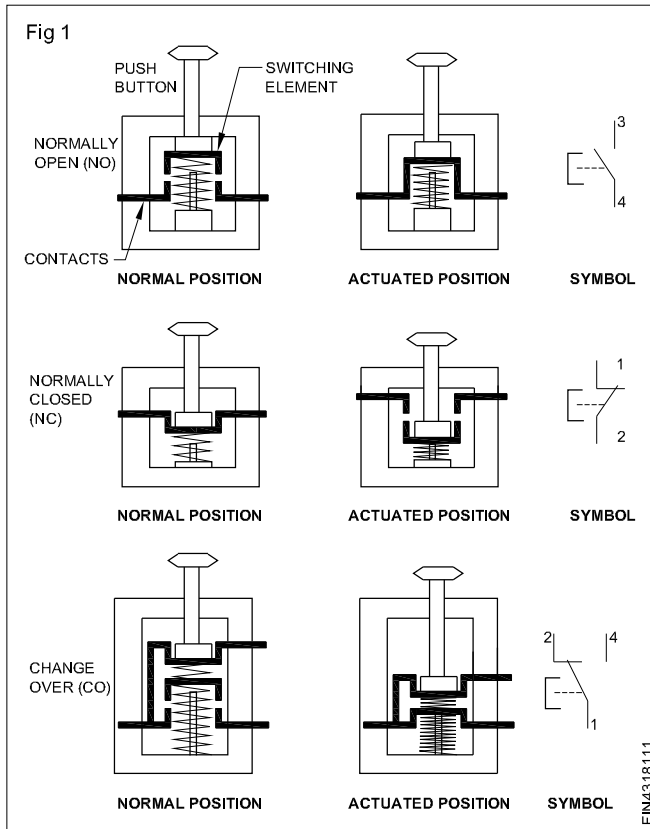 Fig 1
PUSH
BUTTON
SWITCHING
ELEMENT
NORMALLY
OPEN (NO)
CONTACTS
3
4
NORMAL POSITION
ACTUATED POSITION
SYMBOL
NORMALLY
CLOSED
(NC)
1
2
NORMAL POSITION
ACTUATED POSITION
SYMBOL
CHANGE
OVER (CO)
2
4
1
NORMAL POSITION
ACTUATED POSITION
SYMBOL
FIN4318111